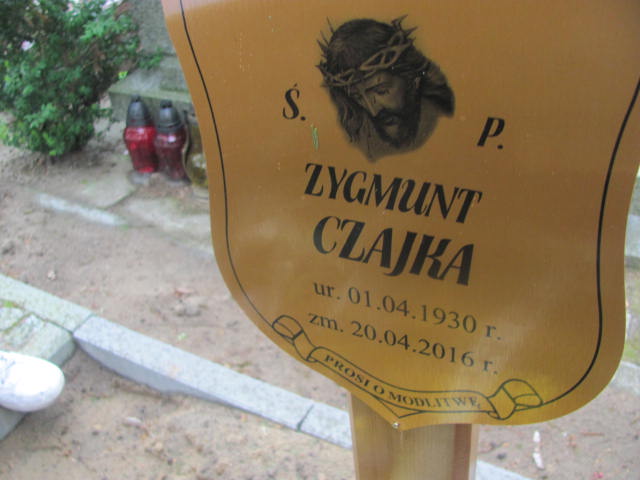 Ś. P.
ZYGMUNT
CZAJKA
ur. 01.04.1930 r.
zm. 20.04.2016 r.
PROSI O MODLITWĘ